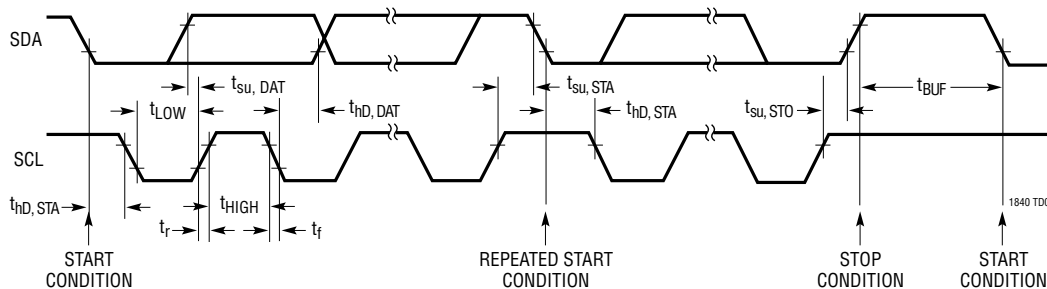 SDA
tsu, DAT
tsu, STA
tBUF
tLOW
thD, DAT
thD, STA
tsu, STO
SCL
1840 TD0
thD, STA
tHIGH
tr
tf
START
CONDITION
REPEATED START
CONDITION
STOP
CONDITION
START
CONDITION